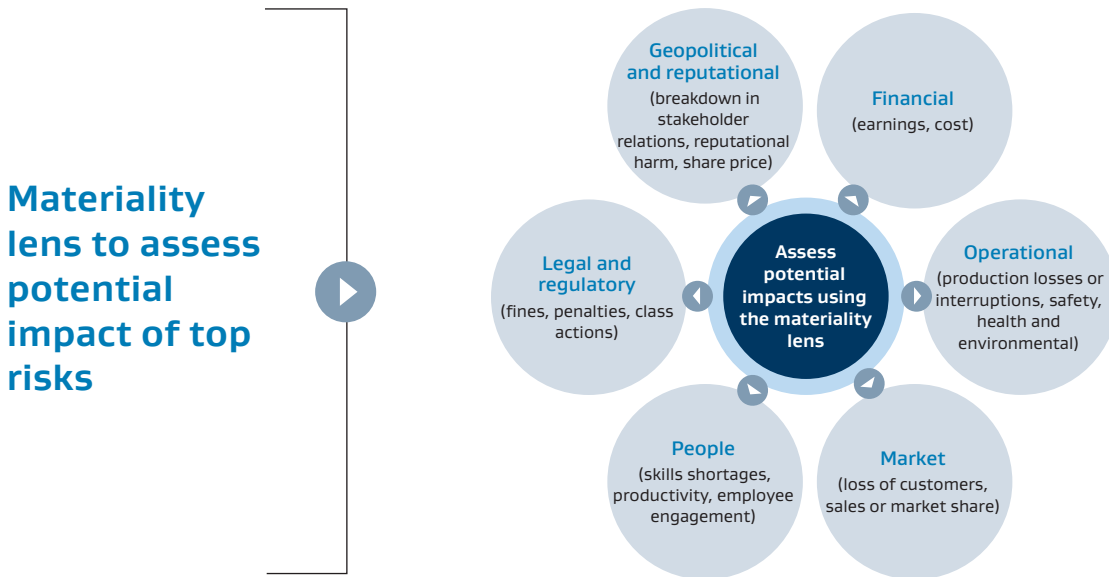 Materiality
lens to assess
potential
impact of top
risks
Geopolitical
and reputational
(breakdown in
stakeholder
relations, reputational
harm, share price)
Financial
(earnings, cost)
Legal and
regulatory
(fines, penalties, class
actions)
Assess
potential
impacts using
the materiality
lens
Operational
(production losses or
interruptions, safety,
health and
environmental)
People
(skills shortages,
productivity, employee
engagement)
Market
(loss of customers,
sales or market share)